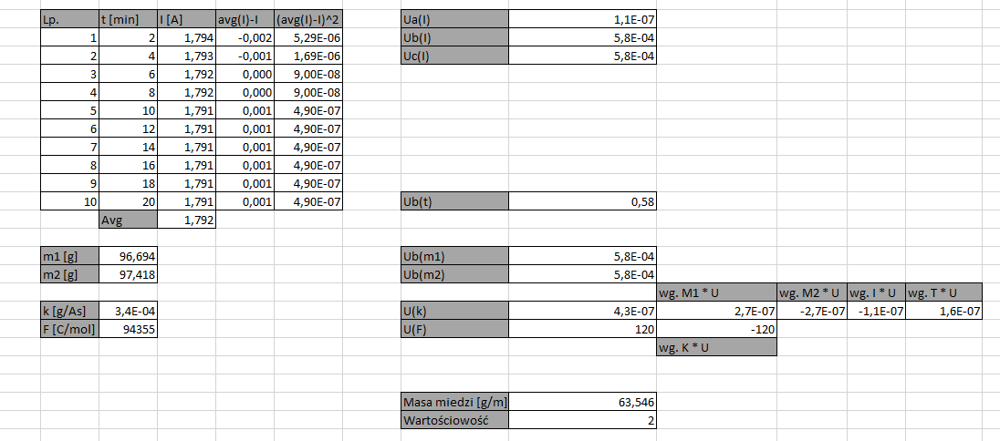 Lp. t [min] I [A] avg(I)-I (avg(I)-I)^2 Ua(I) 1,1E-07
1 2 1,794 -0,002 5,29E-06 Ub(I) 5,8E-04
2 4 1,793 -0,001 1,69E-06 Uc(I) 5,8E-04
3 6 1,792 0,000 9,00E-08
4 8 1,792 0,000 9,00E-08
5 10 1,791 0,001 4,90E-07
6 12 1,791 0,001 4,90E-07
7 14 1,791 0,001 4,90E-07
8 16 1,791 0,001 4,90E-07
9 18 1,791 0,001 4,90E-07
10 20 1,791 0,001 4,90E-07 Ub(t) 0,58
Avg 1,792
m1 [g] 96,694 Ub(m1) 5,8E-04
m2 [g] 97,418 Ub(m2) 5,8E-04
wg. M1 * U wg. M2 * U wg. I * U wg. T * U
k [g/As] 3,4E-04 U(k) 4,3E-07 2,7E-07 -2,7E-07 -1,1E-07 1,6E-07
F [C/mol] 94355 U(F) 120 -120
wg. K * U
Masa miedzi [g/m] 63,546
Wartościowość 2